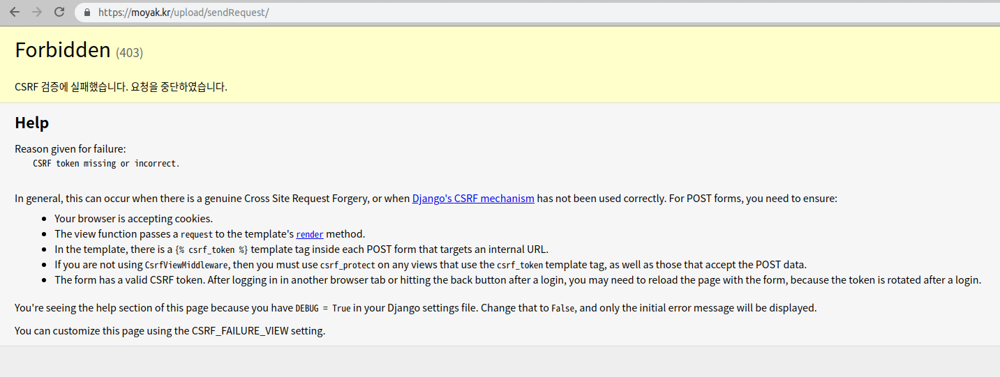 https://moyak.kr/upload/sendRequest/
Forbidden (403)
CSRF 검증에 실패했습니다. 요청을 중단하였습니다.
Help
Reason given for failure:
CSRF token missing or incorrect.
In general, this can occur when there is a genuine Cross Site Request Forgery, or when Django's CSRF mechanism has not been used correctly. For POST forms, you need to ensure:
• Your browser is accepting cookies.
• The view function passes a request to the template's render method.
• In the template, there is a {% csrf_token %} template tag inside each POST form that targets an internal URL.
• If you are not using CsrfViewMiddleware, then you must use csrf_protect on any views that use the csrf_token template tag, as well as those that accept the POST data.
• The form has a valid CSRF token. After logging in in another browser tab or hitting the back button after a login, you may need to reload the page with the form, because the token is rotated after a login.
You're seeing the help section of this page because you have DEBUG = True in your Django settings file. Change that to False, and only the initial error message will be displayed.
You can customize this page using the CSRF_FAILURE_VIEW setting.